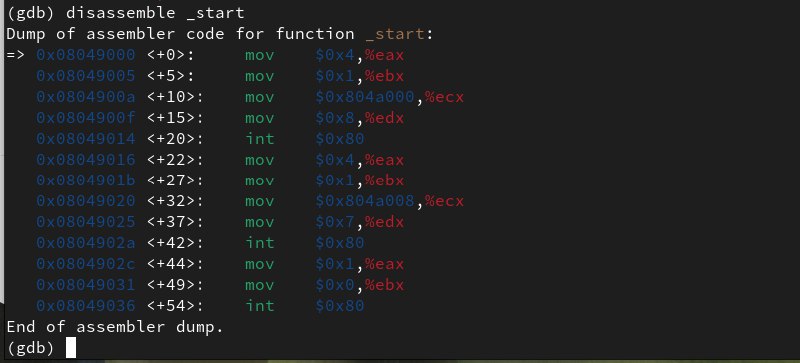 (gdb) disassemble _start
Dump of assembler code for function _start:
=> 0x08049000 <+0>:     mov    $0x4,%eax
   0x08049005 <+5>:     mov    $0x1,%ebx
   0x0804900a <+10>:    mov    $0x804a000,%ecx
   0x0804900f <+15>:    mov    $0x8,%edx
   0x08049014 <+20>:    int    $0x80
   0x08049016 <+22>:    mov    $0x4,%eax
   0x0804901b <+27>:    mov    $0x1,%ebx
   0x08049020 <+32>:    mov    $0x804a008,%ecx
   0x08049025 <+37>:    mov    $0x7,%edx
   0x0804902a <+42>:    int    $0x80
   0x0804902c <+44>:    mov    $0x1,%eax
   0x08049031 <+49>:    mov    $0x0,%ebx
   0x08049036 <+54>:    int    $0x80
End of assembler dump.
(gdb)